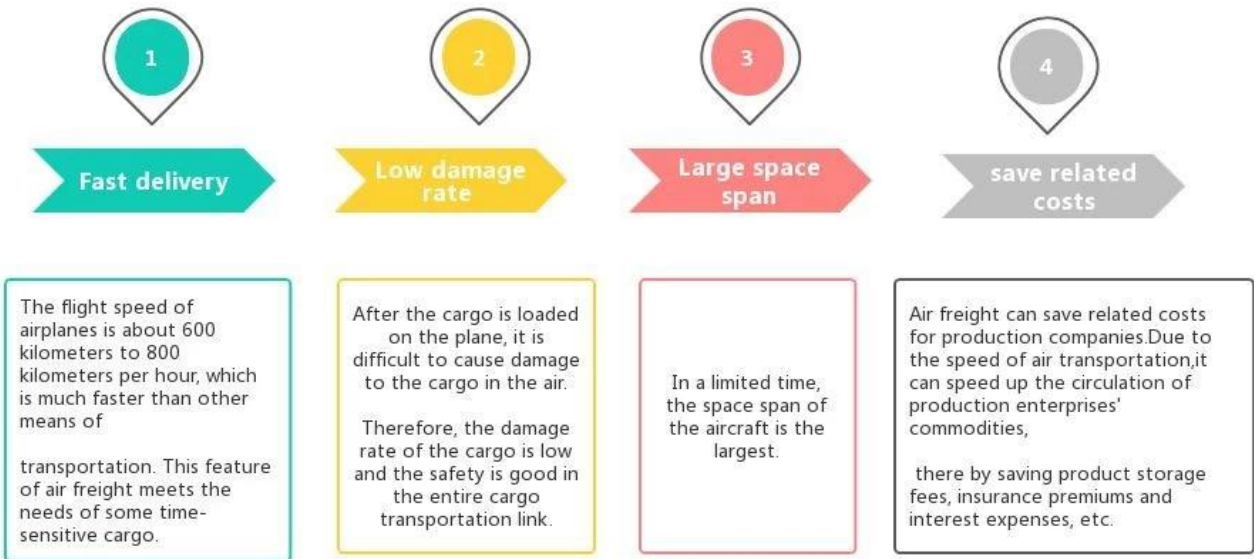 1
Fast delivery
The flight speed of
airplanes is about 600
kilometers to 800
kilometers per hour, which
is much faster than other
means of
transportation. This feature
of air freight meets the
needs of some time-
sensitive cargo.
2
Low damage
rate
After the cargo is loaded
on the plane, it is
difficult to cause damage
to the cargo in the air.
Therefore, the damage
rate of the cargo is low
and the safety is good in
the entire cargo
transportation link.
3
Large space
span
In a limited time,
the space span of
the aircraft is the
largest.
4
save related
costs
Air freight can save related costs
for production companies.Due to
the speed of air transportation,it
can speed up the circulation of
production enterprises'
commodities,
there by saving product storage
fees, insurance premiums and
interest expenses, etc.